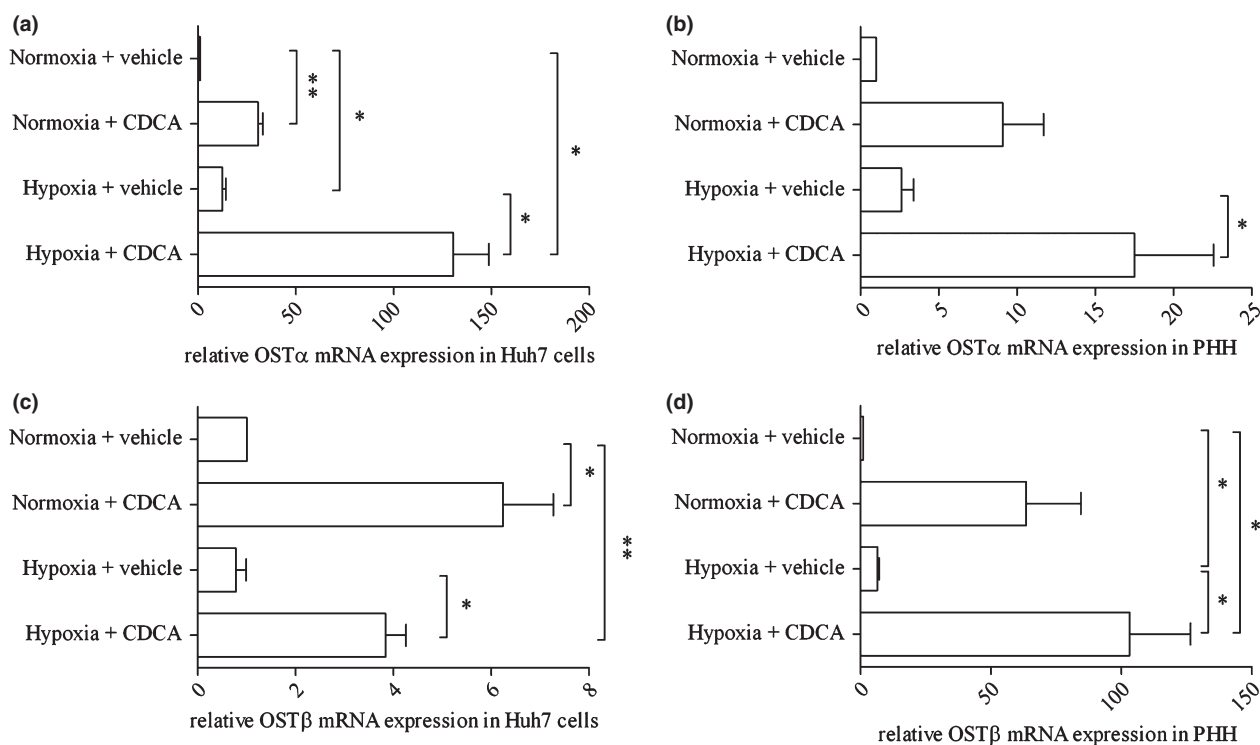 (a)
Normoxia + vehicle
Normoxia + CDCA
Hypoxia + vehicle
Hypoxia + CDCA
**
*
*
*
0 50 100 150 200
relative OSTα mRNA expression in Huh7 cells
(b)
Normoxia + vehicle
Normoxia + CDCA
Hypoxia + vehicle
Hypoxia + CDCA
*
0 5 10 15 20 25
relative OSTα mRNA expression in PHH
(c)
Normoxia + vehicle
Normoxia + CDCA
Hypoxia + vehicle
Hypoxia + CDCA
*
**
*
0 2 4 6 8
relative OSTβ mRNA expression in Huh7 cells
(d)
Normoxia + vehicle
Normoxia + CDCA
Hypoxia + vehicle
Hypoxia + CDCA
*
*
*
0 50 100 150
relative OSTβ mRNA expression in PHH